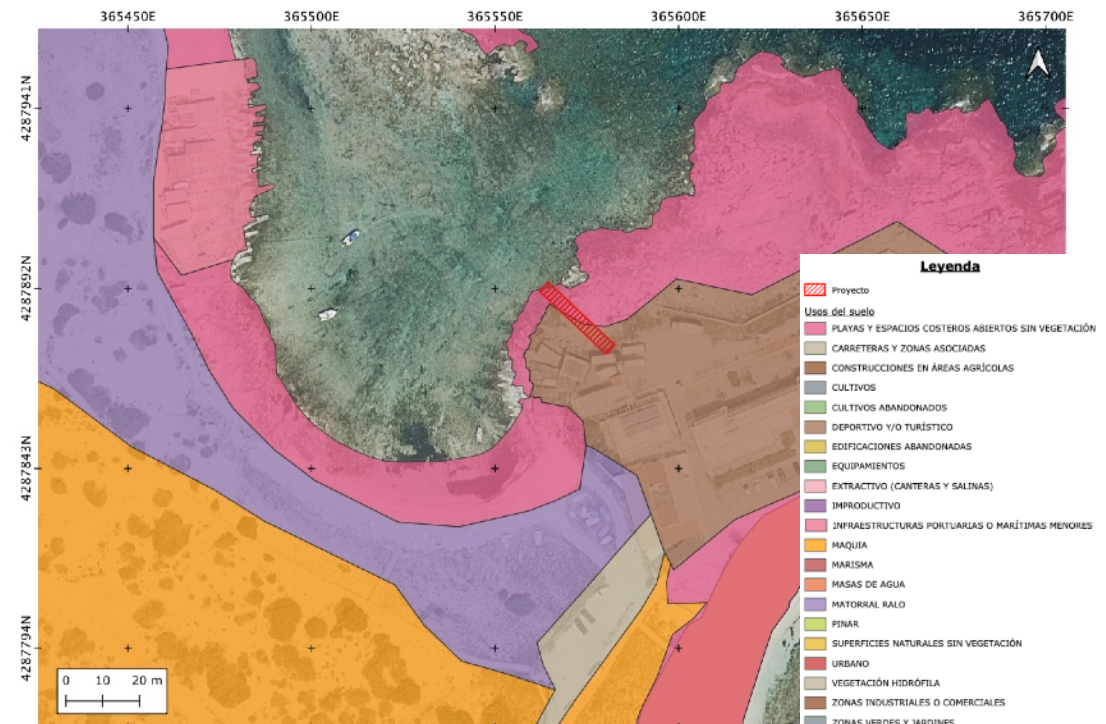 365450E 365500E 365550E 365600E 365650E 365700E
4287941N
4287892N
4287843N
4287794N
0 10 20 m
Leyenda
Proyecto
Usos del suelo
PLAYAS Y ESPACIOS COSTEROS ABIERTOS SIN VEGETACIÓN
CARRETERAS Y ZONAS ASOCIADAS
CONSTRUCCIONES EN ÁREAS AGRÍCOLAS
CULTIVOS
CULTIVOS ABANDONADOS
DEPORTIVO Y/O TURÍSTICO
EDIFICACIONES ABANDONADAS
EQUIPAMIENTOS
EXTRACTIVO (CANTERAS Y SALINAS)
IMPRODUCTIVO
INFRAESTRUCTURAS PORTUARIAS O MARÍTIMAS MENORES
MAQUIA
MARISMA
MASAS DE AGUA
MATORRAL RALO
PINAR
SUPERFICIES NATURALES SIN VEGETACIÓN
URBANO
VEGETACIÓN HIDRÓFILA
ZONAS INDUSTRIALES O COMERCIALES
ZONAS VERDES Y JARDINES